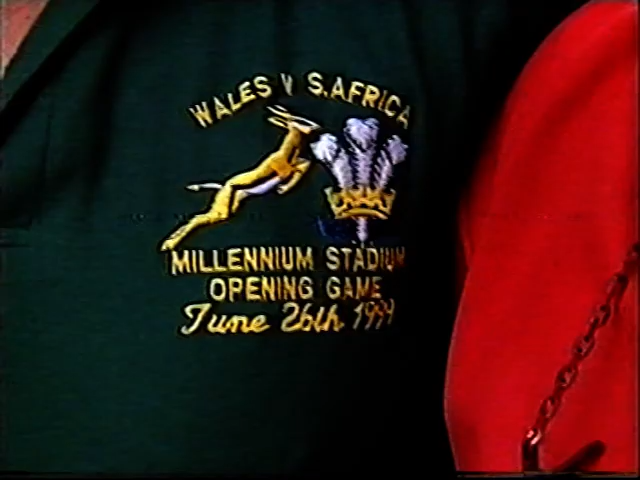 WALES V S.AFRICA
MILLENNIUM STADIUM
OPENING GAME
June 26th 1999